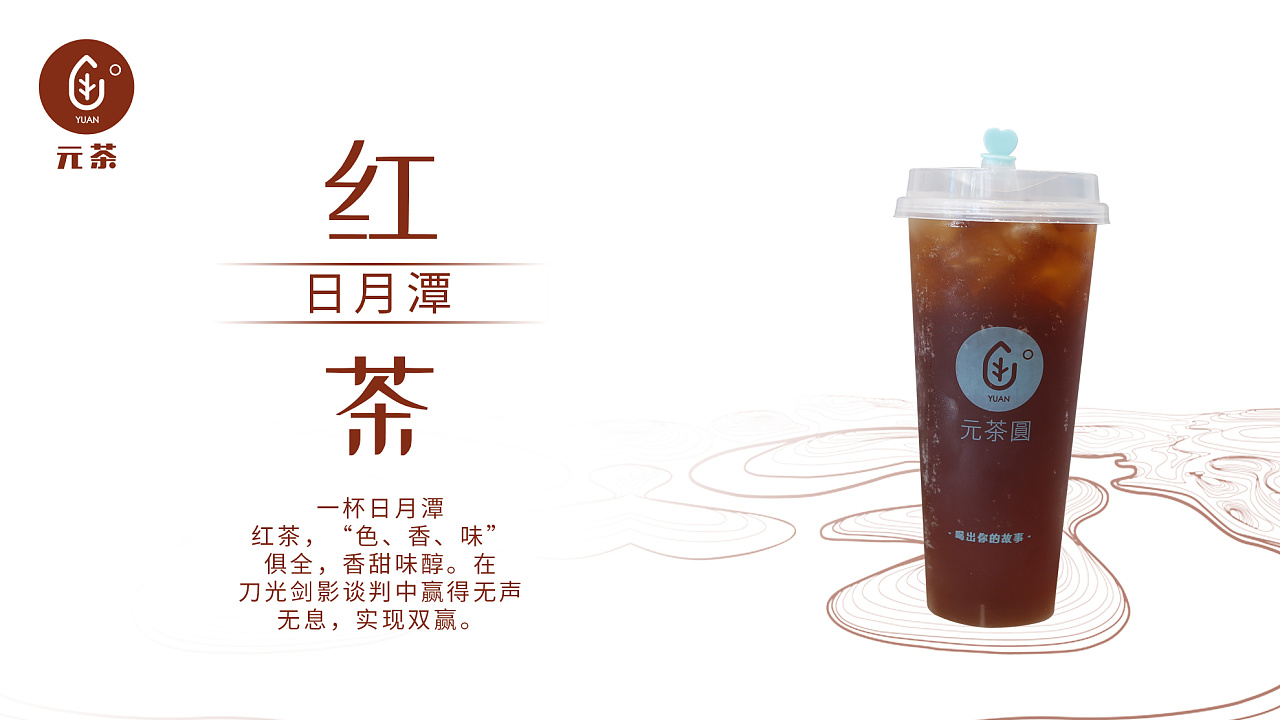 YUAN
元茶
红
日月潭
茶
一杯日月潭
红茶，“色、香、味”
俱全，香甜味醇。在
刀光剑影谈判中赢得无声
无息，实现双赢。
YUAN
元茶圓
·喝出你的故事·